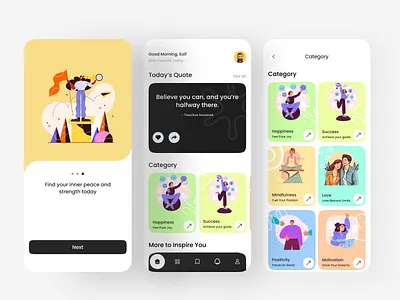 Find your inner peace and
strength today
Next
Good Morning, Saif
Today's Quote
See all
Believe you can, and you're
halfway there.
- Theodore Roosevelt
Category
Happiness
Feel Pure Joy
Success
Achieve your goals
More to Inspire You
Category
Category
Happiness
Feel Pure Joy
Success
Achieve your goals
Mindfulness
Fuel Your Passion
Love
Love Beyond Limits
Positivity
Focus on Good
Motivation
Drive Your Dreams